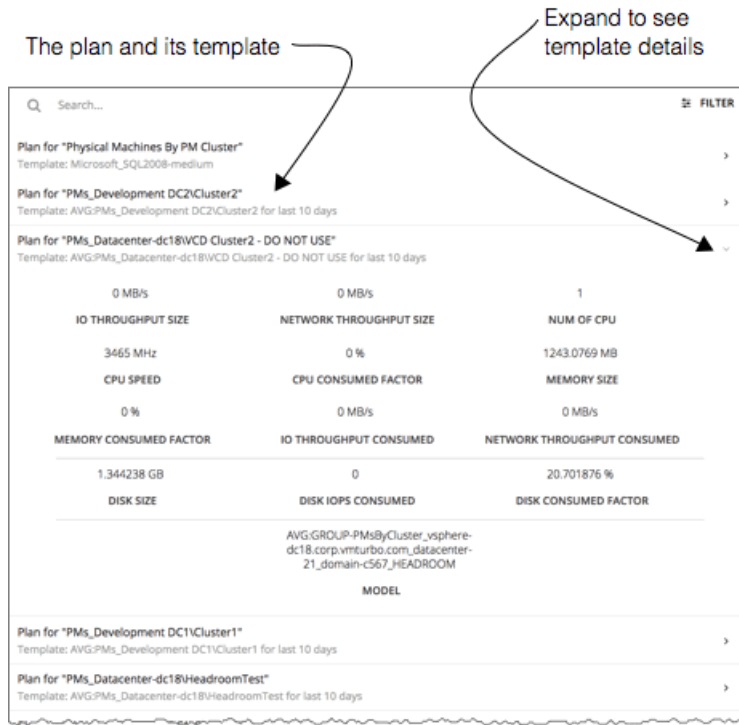 The plan and its template
Expand to see
template details
Search...
FILTER
Plan for "Physical Machines By PM Cluster"
Template: Microsoft_SQL2008-medium
Plan for "PMs_Development DC2\Cluster2"
Template: AVG:PMs_Development DC2\Cluster2 for last 10 days
Plan for "PMs_Datacenter-dc18\VCD Cluster2 - DO NOT USE"
Template: AVG:PMs_Datacenter-dc18\VCD Cluster2 - DO NOT USE for last 10 days
0 MB/s 0 MB/s 1
IO THROUGHPUT SIZE NETWORK THROUGHPUT SIZE NUM OF CPU
3465 MHz 0 % 1243.0769 MB
CPU SPEED CPU CONSUMED FACTOR MEMORY SIZE
0 % 0 MB/s 0 MB/s
MEMORY CONSUMED FACTOR IO THROUGHPUT CONSUMED NETWORK THROUGHPUT CONSUMED
1.344238 GB 0 20.701876 %
DISK SIZE DISK IOPS CONSUMED DISK CONSUMED FACTOR
AVG:GROUP-PMsByCluster_vsphere-
dc18.corp.vmturbo.com_datacenter-
21_domain-c567_HEADROOM
MODEL
Plan for "PMs_Development DC1\Cluster1"
Template: AVG:PMs_Development DC1\Cluster1 for last 10 days
Plan for "PMs_Datacenter-dc18\HeadroomTest"
Template: AVG:PMs_Datacenter-dc18\HeadroomTest for last 10 days